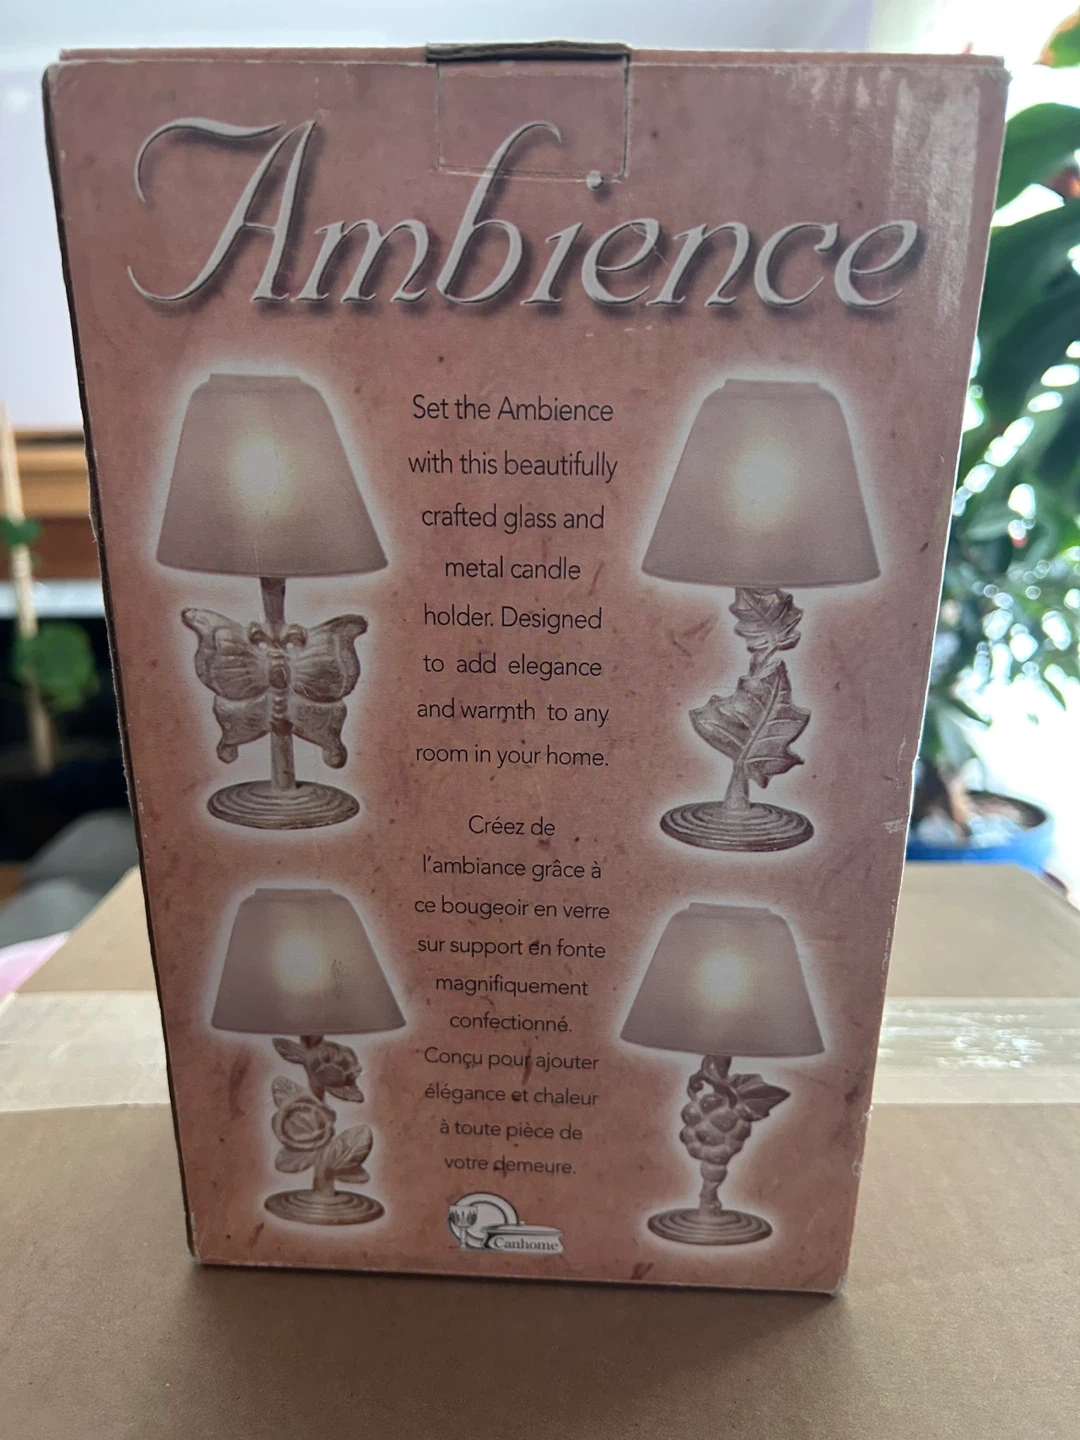 Ambience
Set the Ambience
with this beautifully
crafted glass and
metal candle
holder. Designed
to add elegance
and warmth to any
room in your home.
Créez de
l'ambiance grâce à
ce bougeoir en verre
sur support en fonte
magnifiquement
confectionné.
Conçu pour ajouter
élégance et chaleur
à toute pièce de
votre demeure.
Canhome